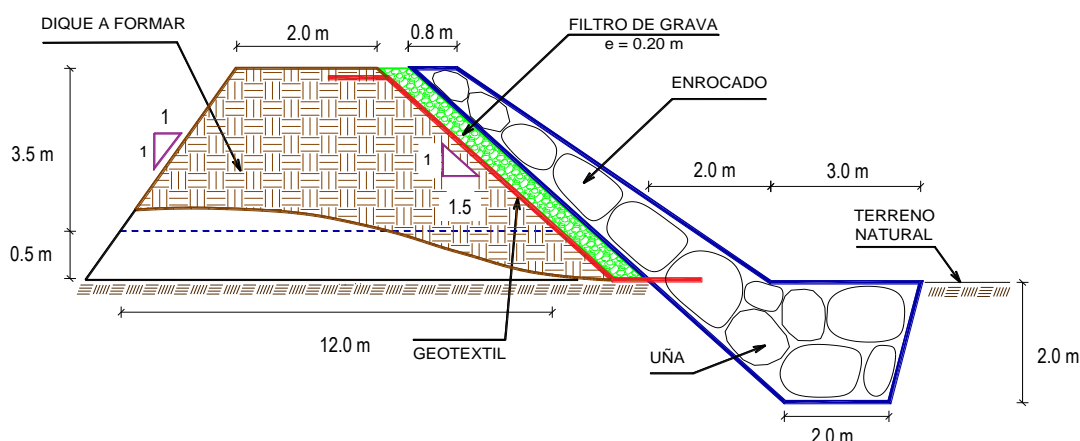 DIQUE A FORMAR
2.0 m
0.8 m
FILTRO DE GRAVA
e = 0.20 m
ENROCADO
1
1
3.5 m
1
1.5
2.0 m
3.0 m
TERRENO
NATURAL
0.5 m
12.0 m
GEOTEXTIL
UÑA
2.0 m
2.0 m